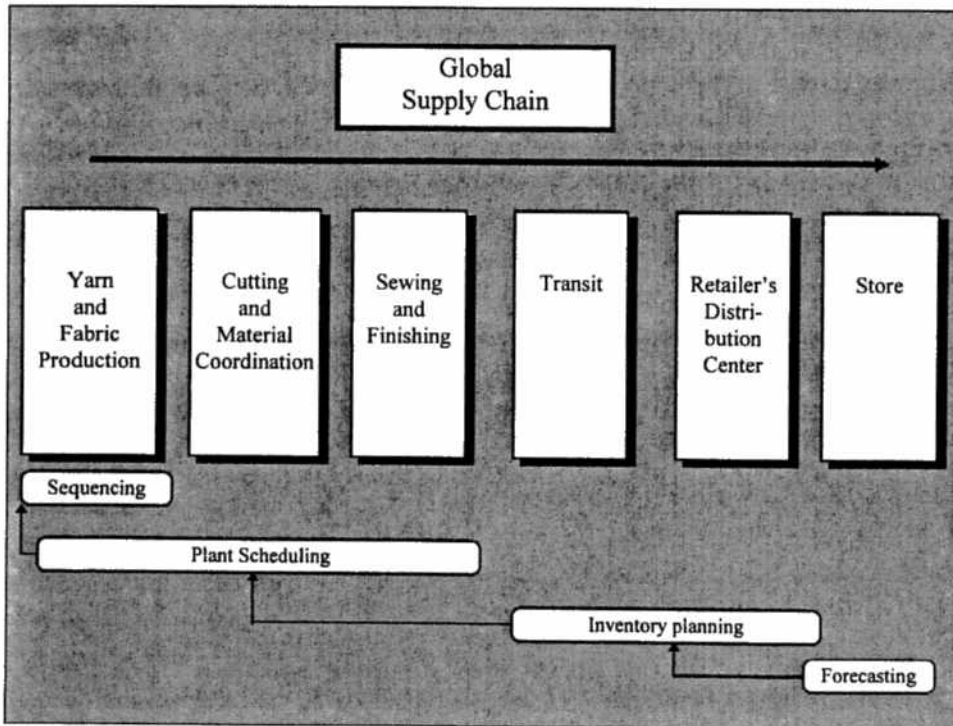 Global
Supply Chain
Yarn
and
Fabric
Production
Cutting
and
Material
Coordination
Sewing
and
Finishing
Transit
Retailer's
Distri-
bution
Center
Store
Sequencing
Plant Scheduling
Inventory planning
Forecasting